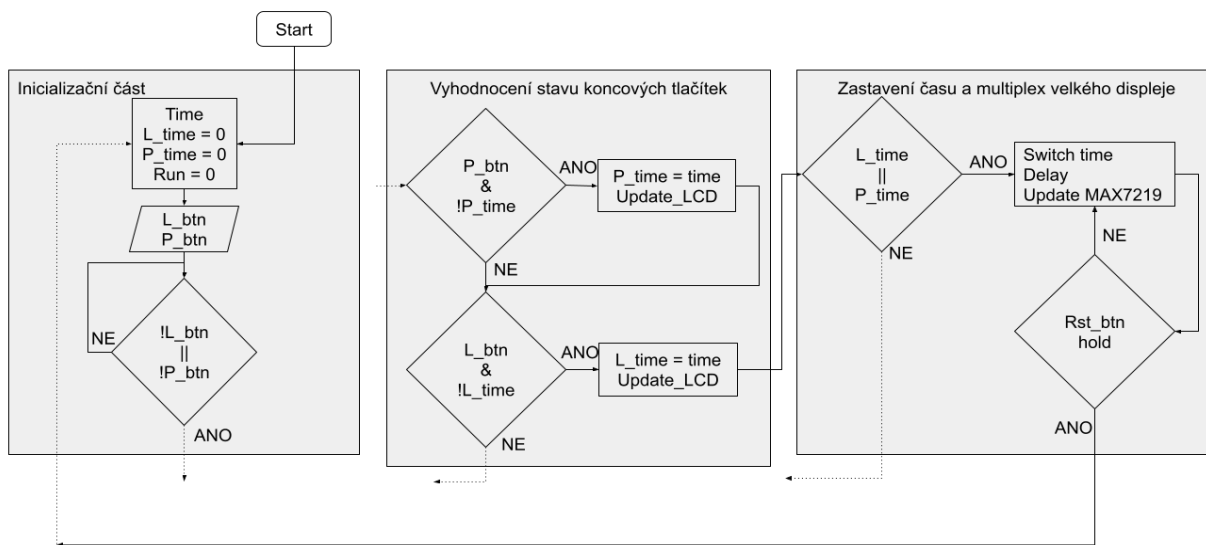 Start
Inicializační část
Time
L_time = 0
P_time = 0
Run = 0
L_btn
P_btn
!L_btn
||
!P_btn
NE
ANO
Vyhodnocení stavu koncových tlačítek
P_btn
&
!P_time
ANO
P_time = time
Update_LCD
NE
L_btn
&
!L_time
ANO
L_time = time
Update_LCD
NE
Zastavení času a multiplex velkého displeje
L_time
||
P_time
ANO
Switch time
Delay
Update MAX7219
NE
NE
Rst_btn
hold
ANO